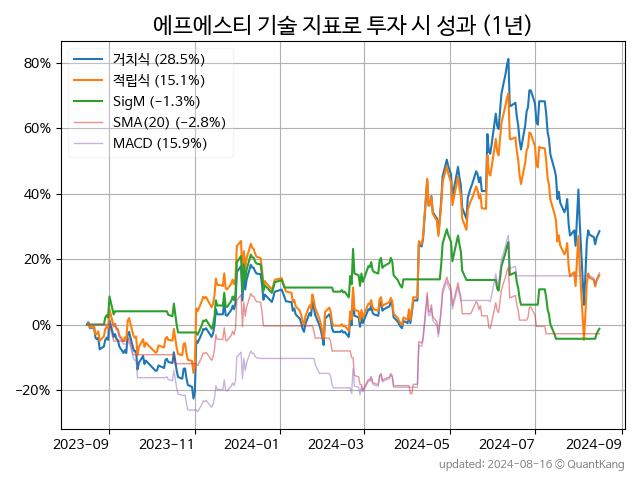 에프에스티 기술 지표로 투자 시 성과 (1년)
거치식 (28.5%)
적립식 (15.1%)
SigM (−1.3%)
SMA(20) (−2.8%)
MACD (15.9%)
80%
60%
40%
20%
0%
−20%
2023-09 2023-11 2024-01 2024-03 2024-05 2024-07 2024-09
updated: 2024-08-16 © QuantKang